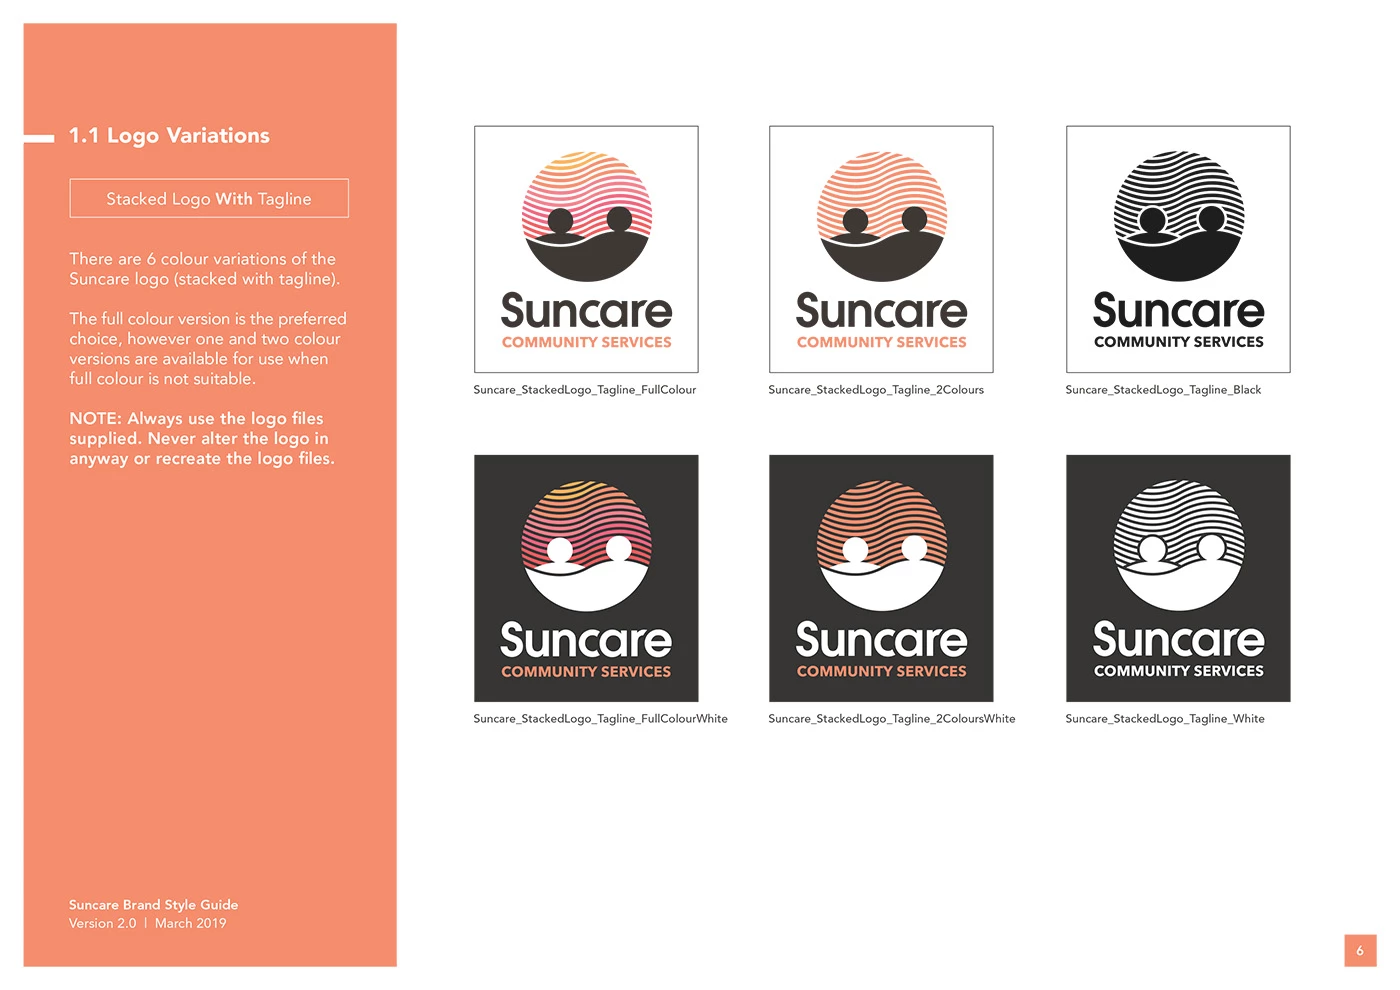 1.1 Logo Variations
Stacked Logo With Tagline
There are 6 colour variations of the
Suncare logo (stacked with tagline).
The full colour version is the preferred
choice, however one and two colour
versions are available for use when
full colour is not suitable.
NOTE: Always use the logo files
supplied. Never alter the logo in
anyway or recreate the logo files.
Suncare Brand Style Guide
Version 2.0 | March 2019
Suncare
COMMUNITY SERVICES
Suncare_StackedLogo_Tagline_FullColour
Suncare
COMMUNITY SERVICES
Suncare_StackedLogo_Tagline_2Colours
Suncare
COMMUNITY SERVICES
Suncare_StackedLogo_Tagline_Black
Suncare
COMMUNITY SERVICES
Suncare_StackedLogo_Tagline_FullColourWhite
Suncare
COMMUNITY SERVICES
Suncare_StackedLogo_Tagline_2ColoursWhite
Suncare
COMMUNITY SERVICES
Suncare_StackedLogo_Tagline_White
6